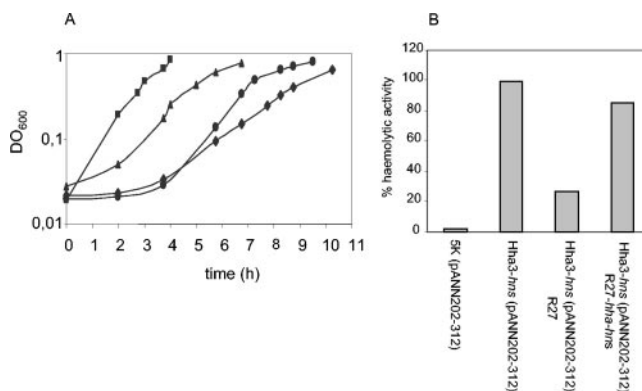 A
1
0,1
0,01
DO600
0 1 2 3 4 5 6 7 8 9 10 11
time (h)
B
120
100
80
60
40
20
0
% haemolytic activity
5K (pANN202-312)
Hha3-hns (pANN202-312)
Hha3-hns (pANN202-312)
R27
Hha3-hns (pANN202-312)
R27-hha-hns